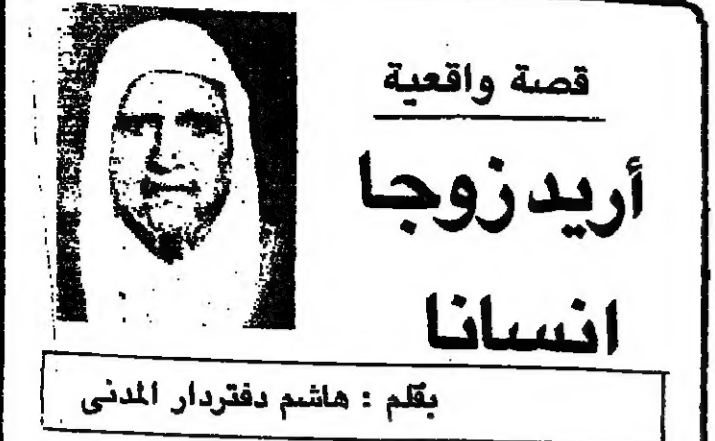 قصة واقعية
أريد زوجا
انسانا
بقلم : هاشم دفتردار المدنى